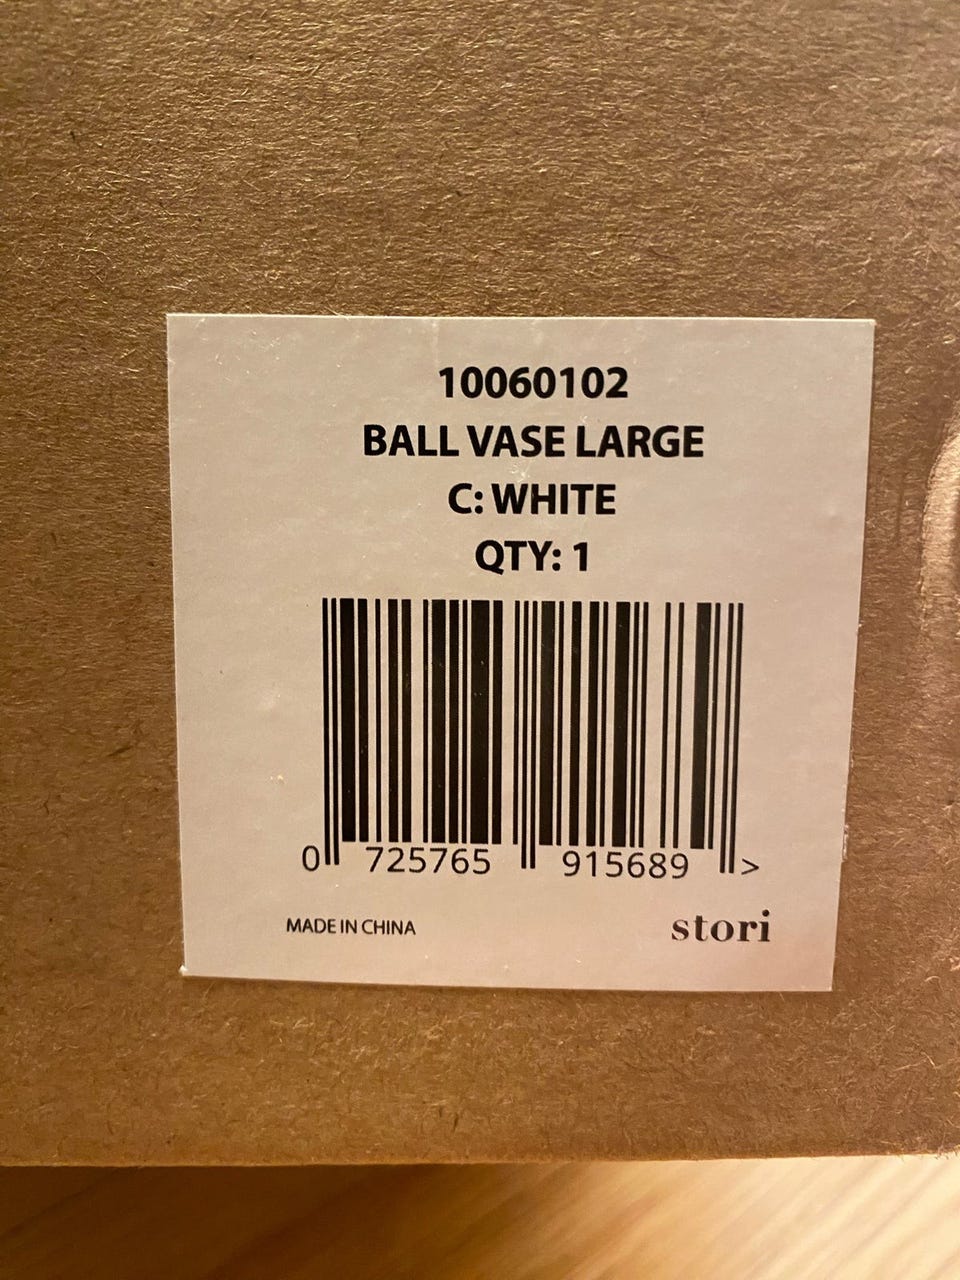 10060102
BALL VASE LARGE
C: WHITE
QTY: 1
0 725765 915689 >
MADE IN CHINA
stori